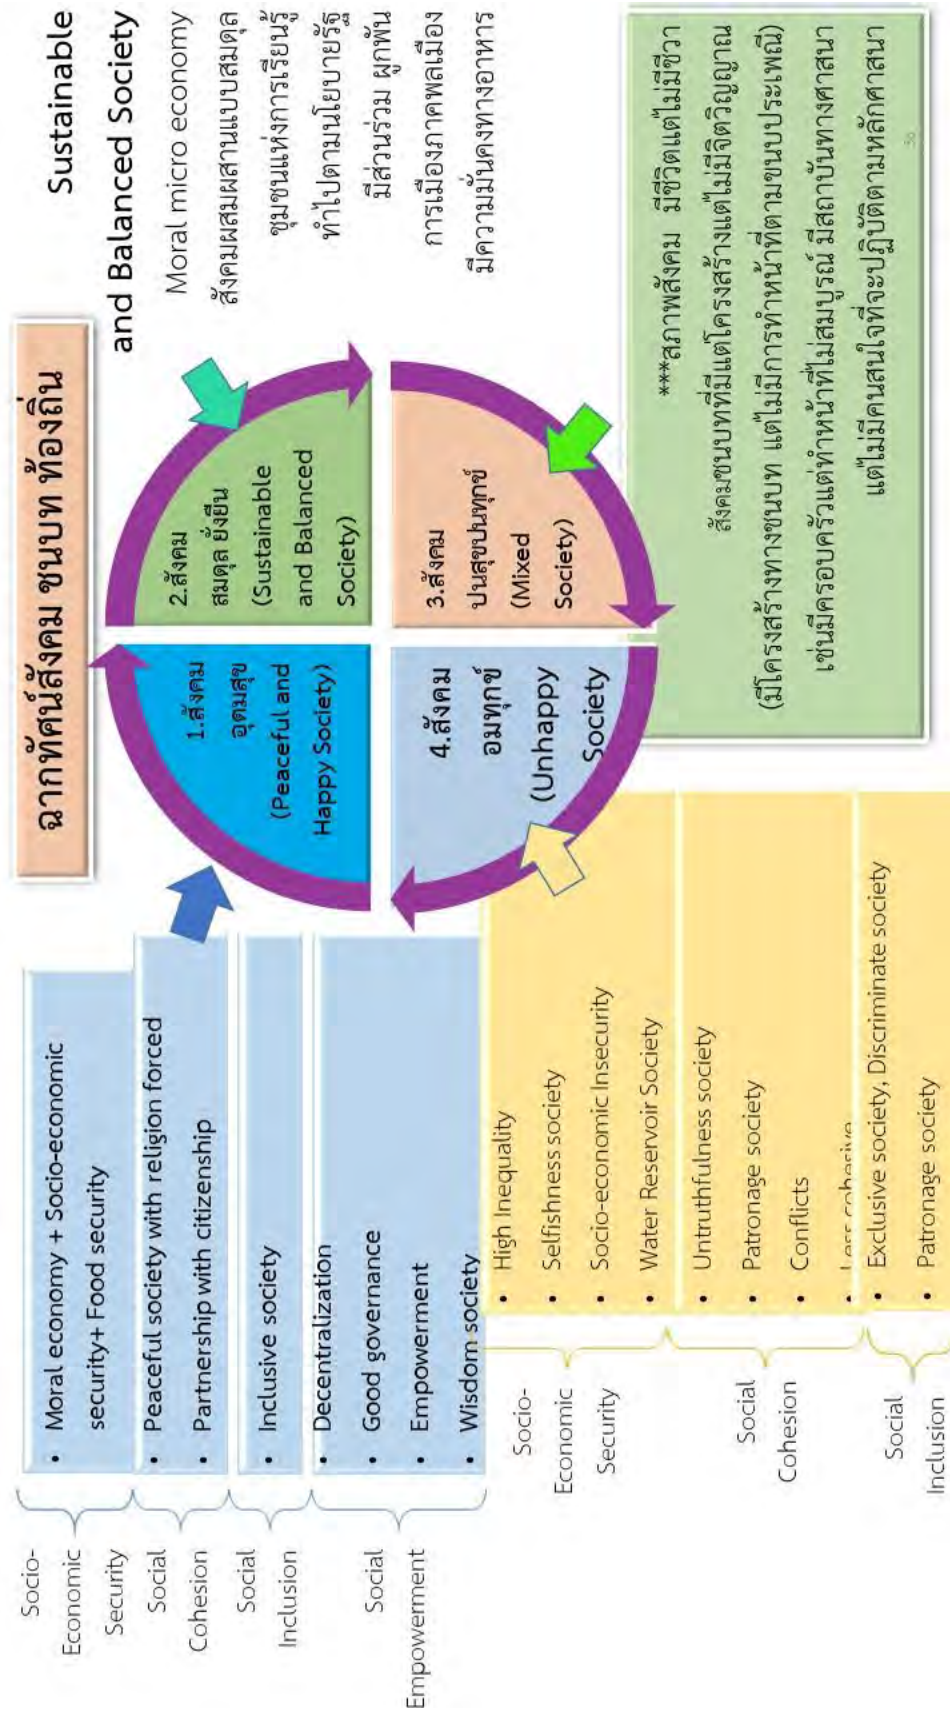 ฉากทัศน์สังคม ชนบท ท้องถิ่น
Socio-
Economic
Security
• Moral economy + Socio-economic
security+ Food security
Social
Cohesion
• Peaceful society with religion forced
• Partnership with citizenship
Social
Inclusion
• Inclusive society
Social
Empowerment
• Decentralization
• Good governance
• Empowerment
• Wisdom society
1.สังคม
อุดมสุข
(Peaceful and
Happy Society)
2.สังคม
สมดุล ยั่งยืน
(Sustainable
and Balanced
Society)
3.สังคม
ปนสุขปนทุกข์
(Mixed
Society)
4.สังคม
อมทุกข์
(Unhappy
Society
Sustainable
and Balanced Society
Moral micro economy
สังคมผสมผสานแบบสมดุล
ชุมชนแห่งการเรียนรู้
ทำไปตามนโยบายรัฐ
มีส่วนร่วม ผูกพัน
การเมืองภาคพลเมือง
มีความมั่นคงทางอาหาร
Socio-
Economic
Security
• High Inequality
• Selfishness society
• Socio-economic Insecurity
• Water Reservoir Society
Social
Cohesion
• Untruthfulness society
• Patronage society
• Conflicts
• Less cohesive
Social
Inclusion
• Exclusive society, Discriminate society
• Patronage society
***สภาพสังคม มีชีวิตแต่ไม่มีชีวา
สังคมชนบทที่มีแต่โครงสร้างแต่ไม่มีจิตวิญญาณ
(มีโครงสร้างทางชนบท แต่ไม่มีการทำหน้าที่ตามขนบประเพณี)
เช่นมีครอบครัวแต่ทำหน้าที่ไม่สมบูรณ์ มีสถาบันทางศาสนา
แต่ไม่มีคนสนใจที่จะปฏิบัติตามหลักศาสนา